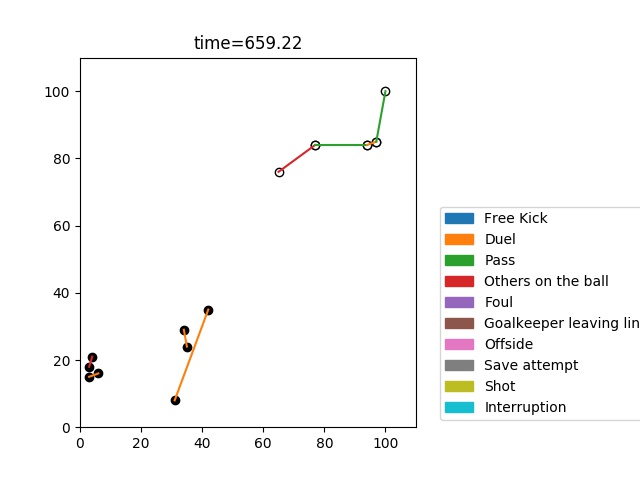 time=659.22
100
80
60
40
20
0
0 20 40 60 80 100
Free Kick
Duel
Pass
Others on the ball
Foul
Goalkeeper leaving lin
Offside
Save attempt
Shot
Interruption